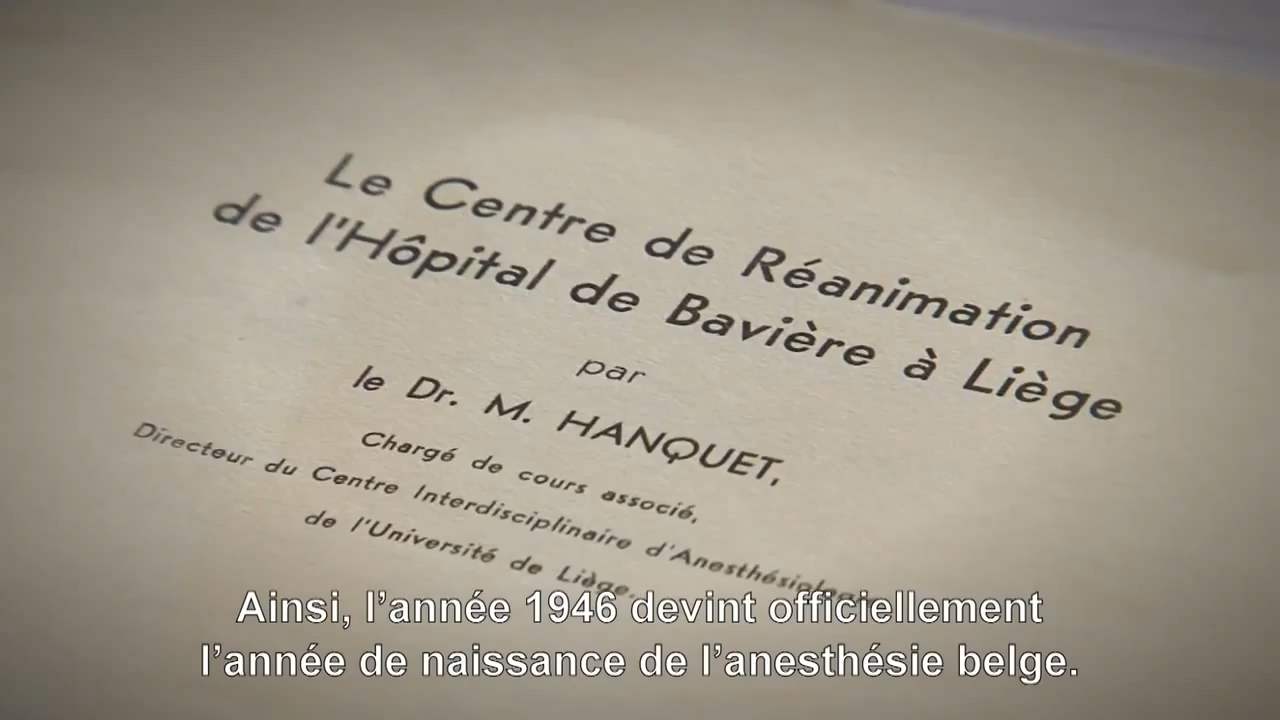 Le Centre de Réanimation
de l'Hôpital de Bavière à Liège
par
le Dr. M. HANQUET,
Chargé de cours associé,
Directeur du Centre Interdisciplinaire d'Anesthésiologie
de l'Université de Liège.
Ainsi, l’année 1946 devint officiellement
l’année de naissance de l’anesthésie belge.